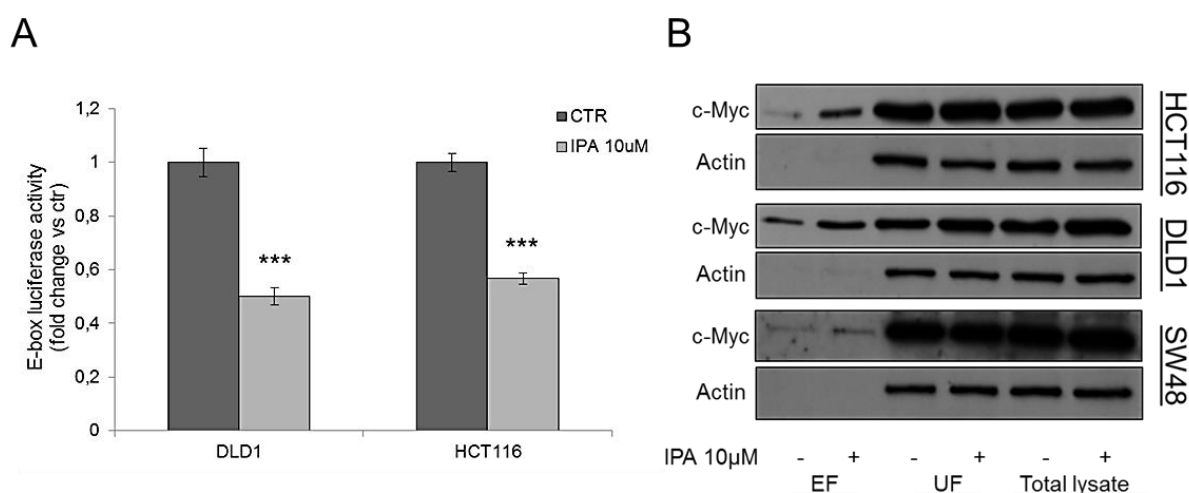 A
E-box luciferase activity
(fold change vs ctr)
1,2
1
0,8
0,6
0,4
0,2
0
CTR
IPA 10uM
***
***
DLD1
HCT116
B
c-Myc
Actin
HCT116
c-Myc
Actin
DLD1
c-Myc
Actin
SW48
IPA 10µM - + - + - +
EF UF Total lysate